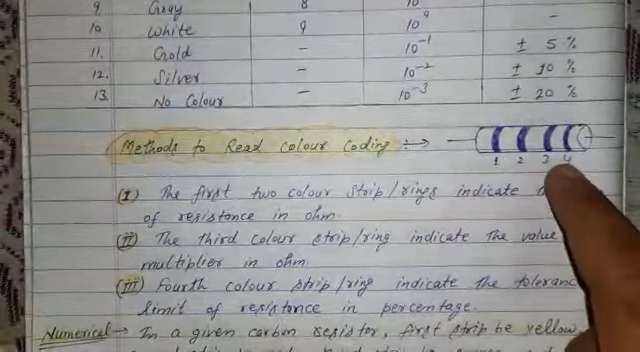 9. Gray 8 10
10. White 9 10⁹ -
11. Gold - 10⁻¹ ± 5 %
12. Silver - 10⁻² ± 10 %
13. No Colour - 10⁻³ ± 20 %
Methods to Read Colour Coding :→
1 2 3 4
(I) The first two colour strip/rings indicate
of resistance in ohm.
(ii) The third colour strip/ring indicate the value
multiplier in ohm
(iii) Fourth colour strip/ring indicate the toleranc
limit of resistance in percentage.
Numerical → In a given carbon resistor, first strip be yellow,